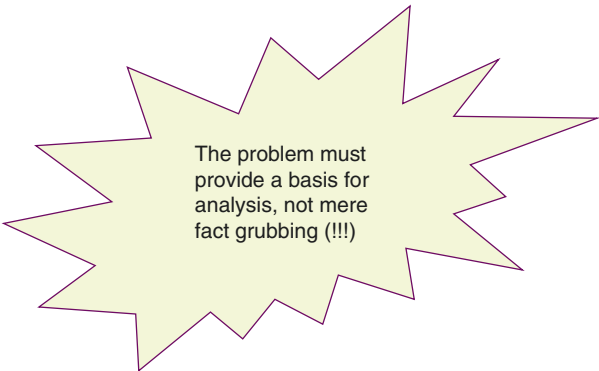 The problem must
provide a basis for
analysis, not mere
fact grubbing (!!!)